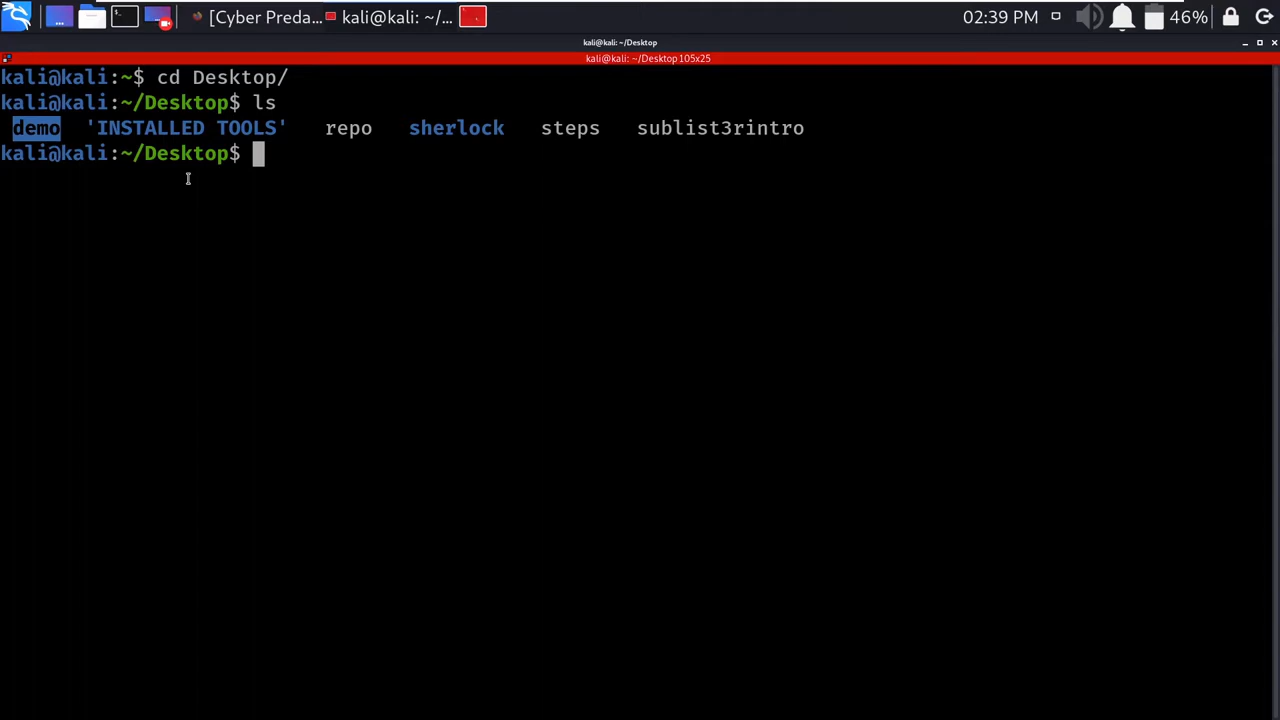 [Cyber Preda... kali@kali: ~/... 02:39 PM 46%
kali@kali: ~/Desktop
kali@kali: ~/Desktop 105x25
kali@kali:~$ cd Desktop/
kali@kali:~/Desktop$ ls
demo 'INSTALLED TOOLS' repo sherlock steps sublist3rintro
kali@kali:~/Desktop$